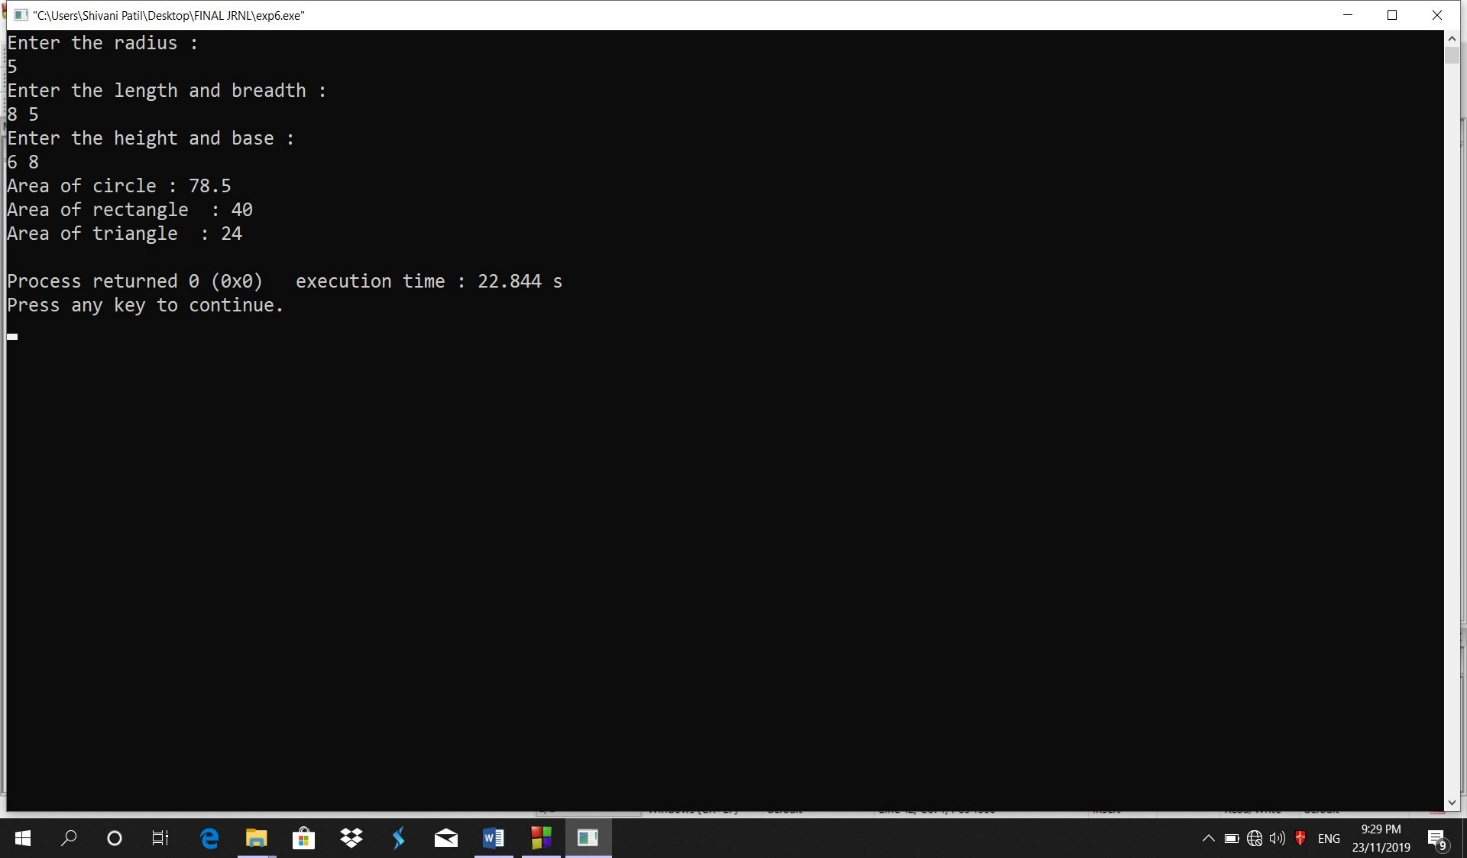 "C:\Users\Shivani Patil\Desktop\FINAL JRNL\exp6.exe"
Enter the radius :
5
Enter the length and breadth :
8 5
Enter the height and base :
6 8
Area of circle : 78.5
Area of rectangle  : 40
Area of triangle  : 24
Process returned 0 (0x0)   execution time : 22.844 s
Press any key to continue.
ENG
9:29 PM
23/11/2019
9